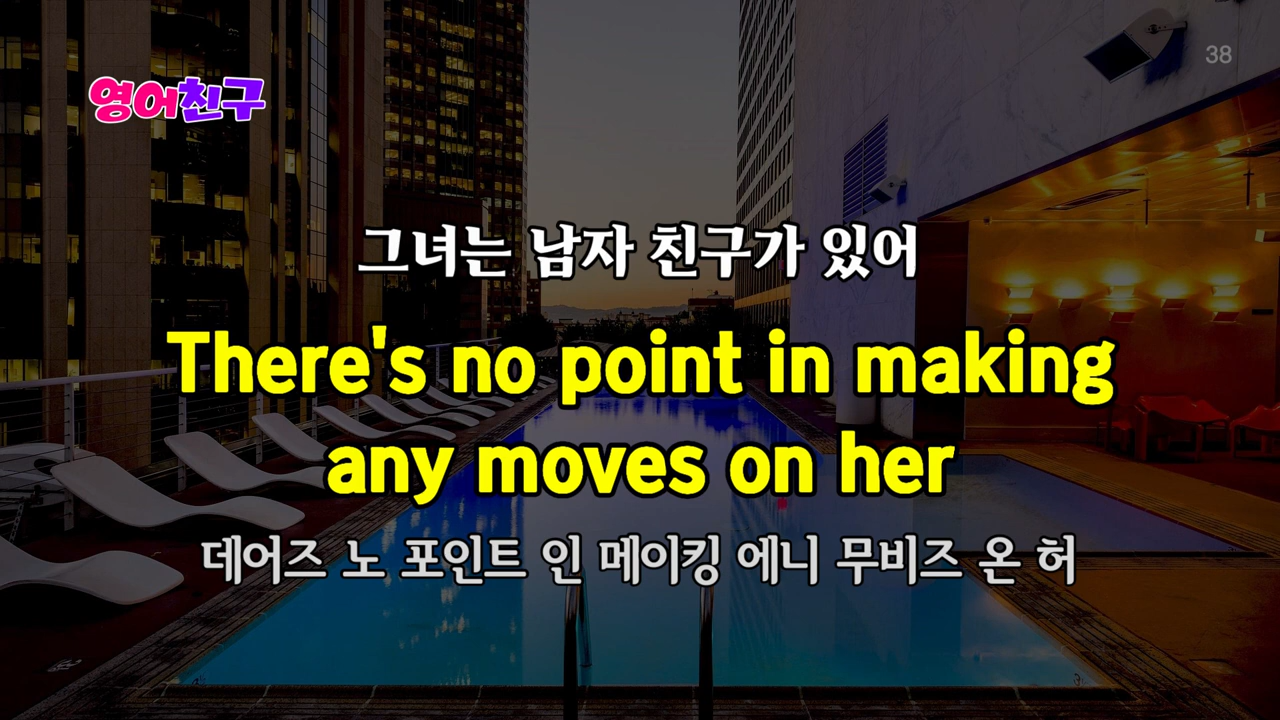 38
영어친구
그녀는 남자 친구가 있어
There's no point in making
any moves on her
데어즈 노 포인트 인 메이킹 에니 무비즈 온 허